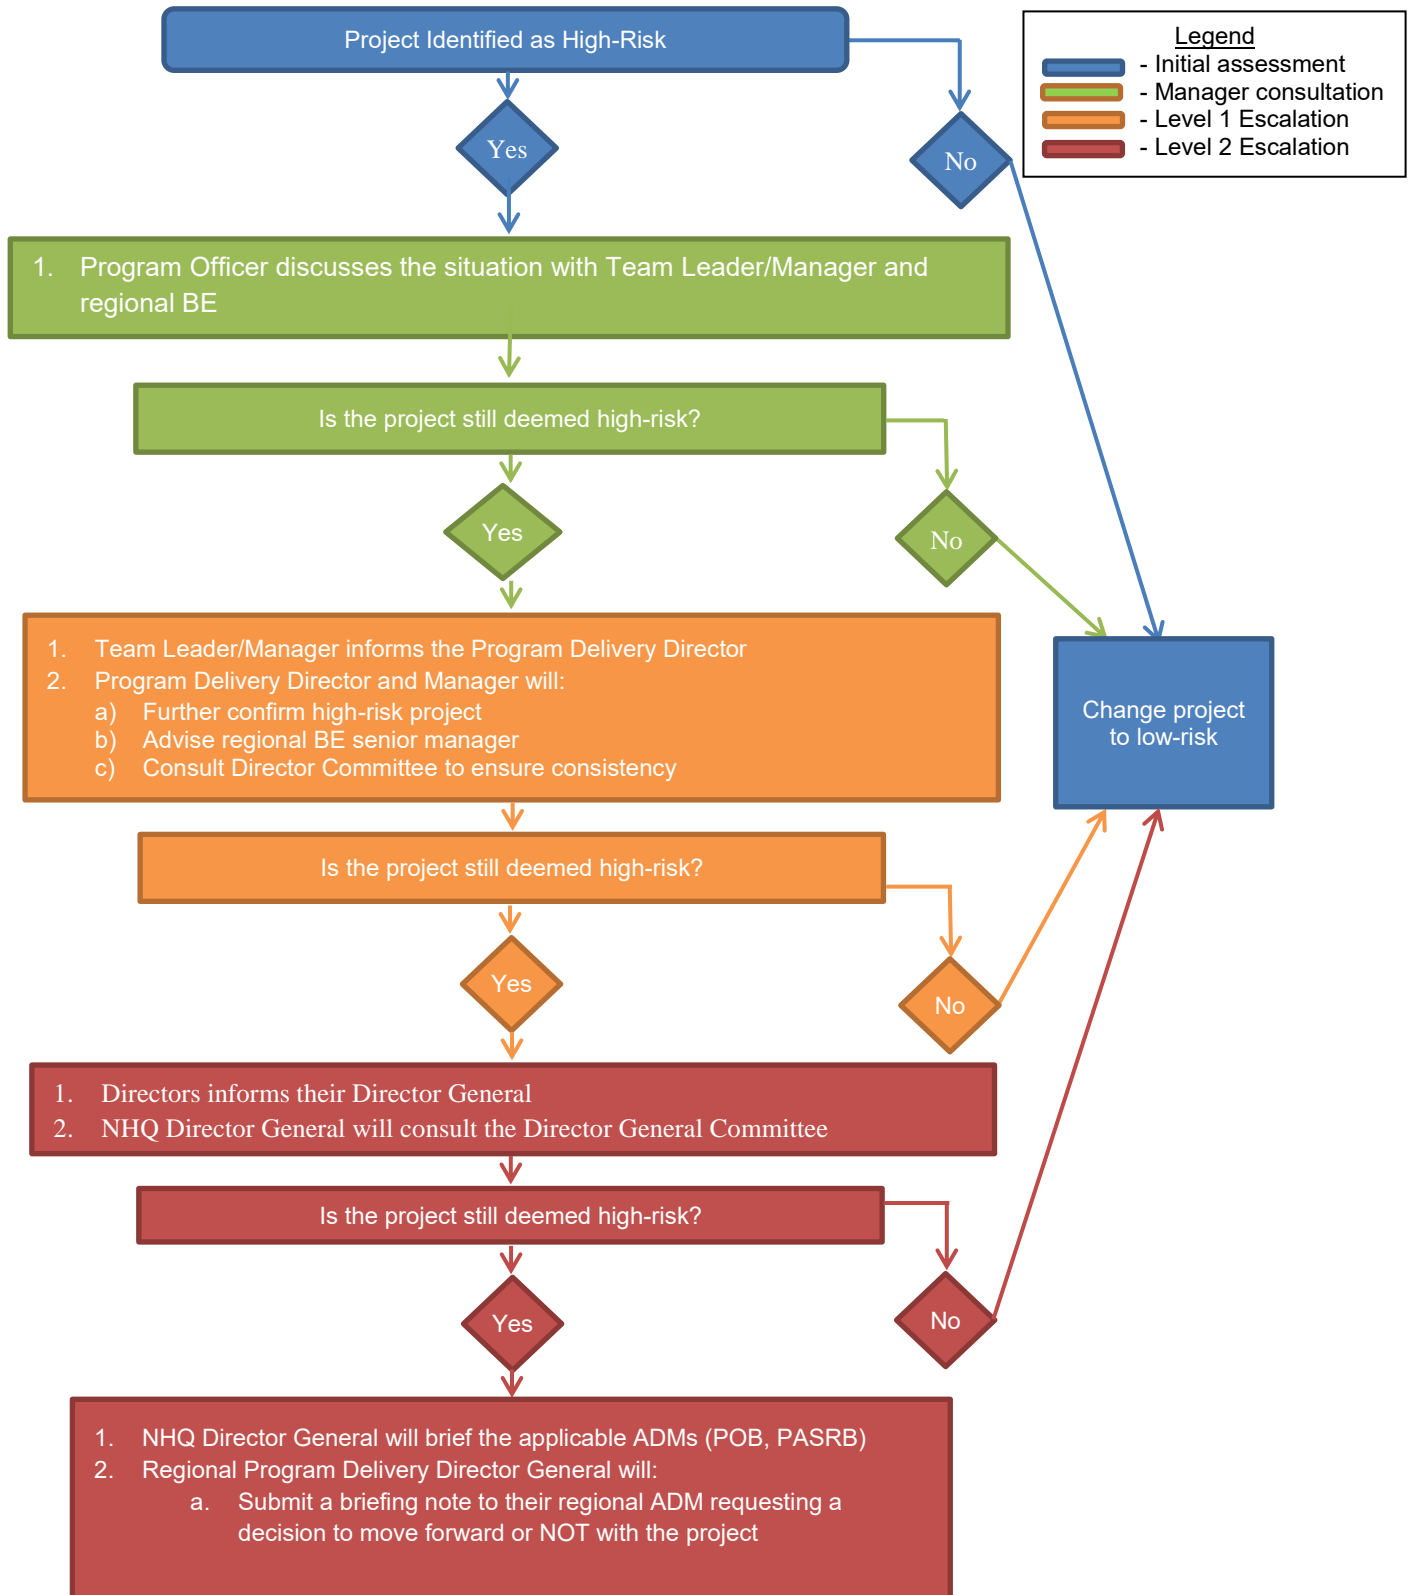 Project Identified as High-Risk
Legend
- Initial assessment
- Manager consultation
- Level 1 Escalation
- Level 2 Escalation
Yes
No
1. Program Officer discusses the situation with Team Leader/Manager and
regional BE
Is the project still deemed high-risk?
Yes
No
1. Team Leader/Manager informs the Program Delivery Director
2. Program Delivery Director and Manager will:
a) Further confirm high-risk project
b) Advise regional BE senior manager
c) Consult Director Committee to ensure consistency
Change project
to low-risk
Is the project still deemed high-risk?
Yes
No
1. Directors informs their Director General
2. NHQ Director General will consult the Director General Committee
Is the project still deemed high-risk?
Yes
No
1. NHQ Director General will brief the applicable ADMs (POB, PASRB)
2. Regional Program Delivery Director General will:
a. Submit a briefing note to their regional ADM requesting a
decision to move forward or NOT with the project